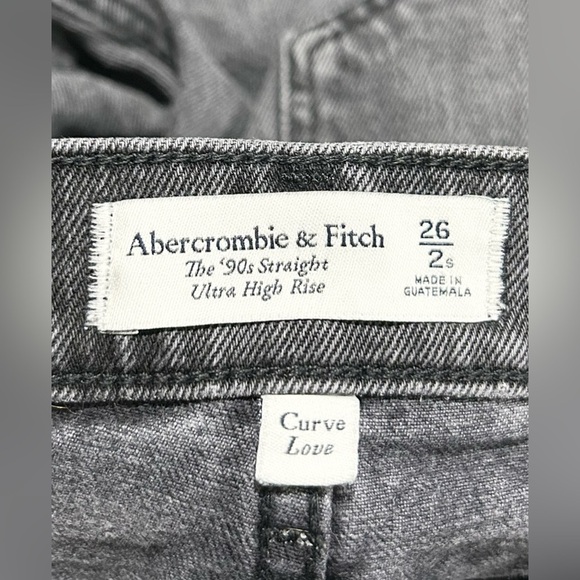 Abercrombie & Fitch
The '90s Straight
Ultra High Rise
26
2s
MADE IN
GUATEMALA
Curve
Love